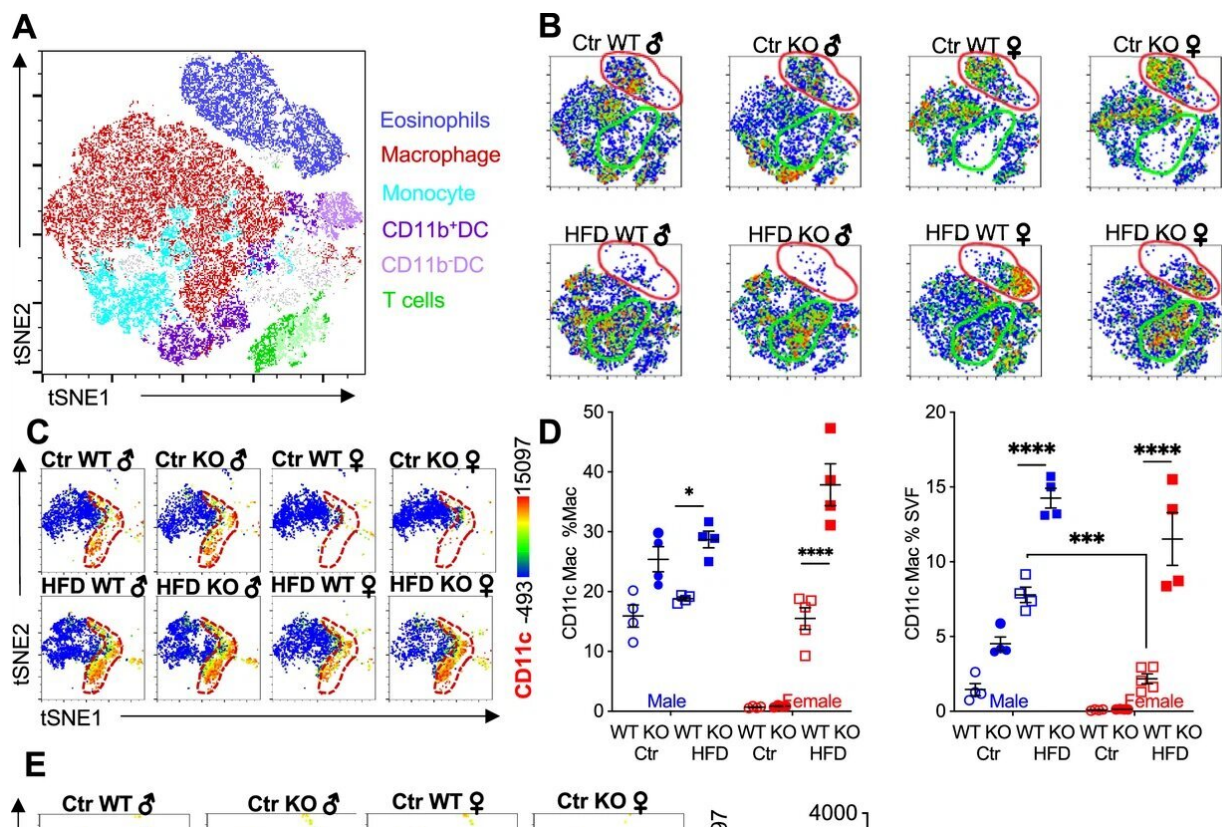 A
tSNE2
tSNE1
Eosinophils
Macrophage
Monocyte
CD11b+DC
CD11b-DC
T cells
B
Ctr WT ♂
Ctr KO ♂
Ctr WT ♀
Ctr KO ♀
HFD WT ♂
HFD KO ♂
HFD WT ♀
HFD KO ♀
C
Ctr WT ♂
Ctr KO ♂
Ctr WT ♀
Ctr KO ♀
HFD WT ♂
HFD KO ♂
HFD WT ♀
HFD KO ♀
tSNE2
tSNE1
CD11c -493 15097
D
CD11c Mac %Mac
50
40
30
20
10
0
*
****
Male
Female
WT KO WT KO WT KO WT KO
Ctr HFD Ctr HFD
CD11c Mac % SVF
20
15
10
5
0
****
****
***
Male
Female
WT KO WT KO WT KO WT KO
Ctr HFD Ctr HFD
E
Ctr WT ♂
Ctr KO ♂
Ctr WT ♀
Ctr KO ♀
4000